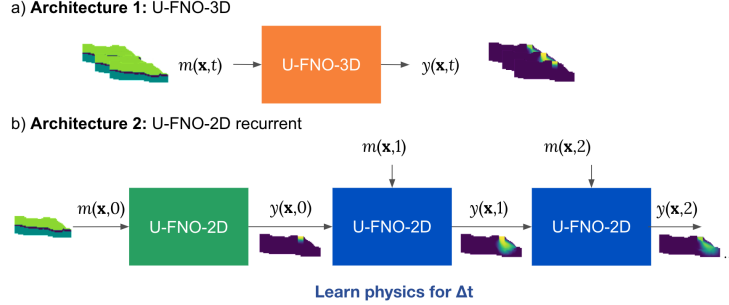 a) Architecture 1: U-FNO-3D
m(x,t)
U-FNO-3D
y(x,t)
b) Architecture 2: U-FNO-2D recurrent
m(x,1)
m(x,2)
m(x,0)
U-FNO-2D
y(x,0)
U-FNO-2D
y(x,1)
U-FNO-2D
y(x,2)
Learn physics for Δt